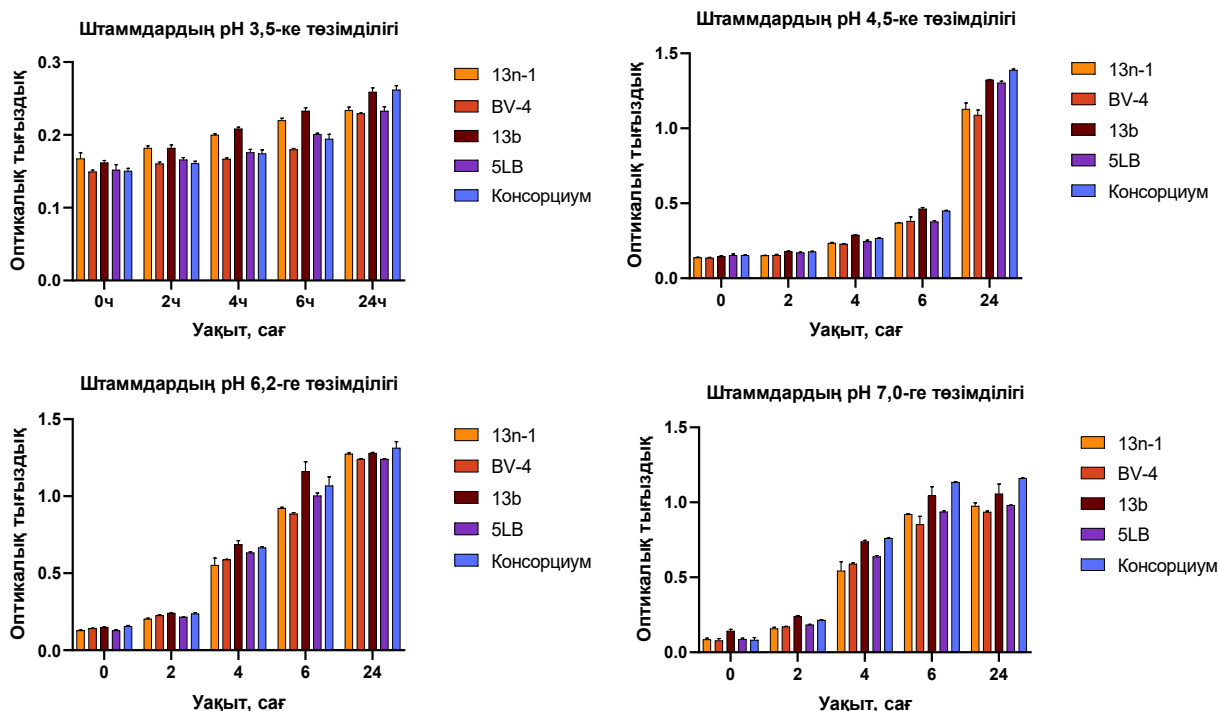 Штаммдардың pH 3,5-ке төзімділігі
Оптикалық тығыздық
0.3
0.2
0.1
0.0
0ч 2ч 4ч 6ч 24ч
Уақыт, сағ
13n-1
BV-4
13b
5LB
Консорциум
Штаммдардың pH 4,5-ке төзімділігі
Оптикалық тығыздық
1.5
1.0
0.5
0.0
0 2 4 6 24
Уақыт, сағ
13n-1
BV-4
13b
5LB
Консорциум
Штаммдардың pH 6,2-ге төзімділігі
Оптикалық тығыздық
1.5
1.0
0.5
0.0
0 2 4 6 24
Уақыт, сағ
13n-1
BV-4
13b
5LB
Консорциум
Штаммдардың pH 7,0-ге төзімділігі
Оптикалық тығыздық
1.5
1.0
0.5
0.0
0 2 4 6 24
Уақыт, сағ
13n-1
BV-4
13b
5LB
Консорциум